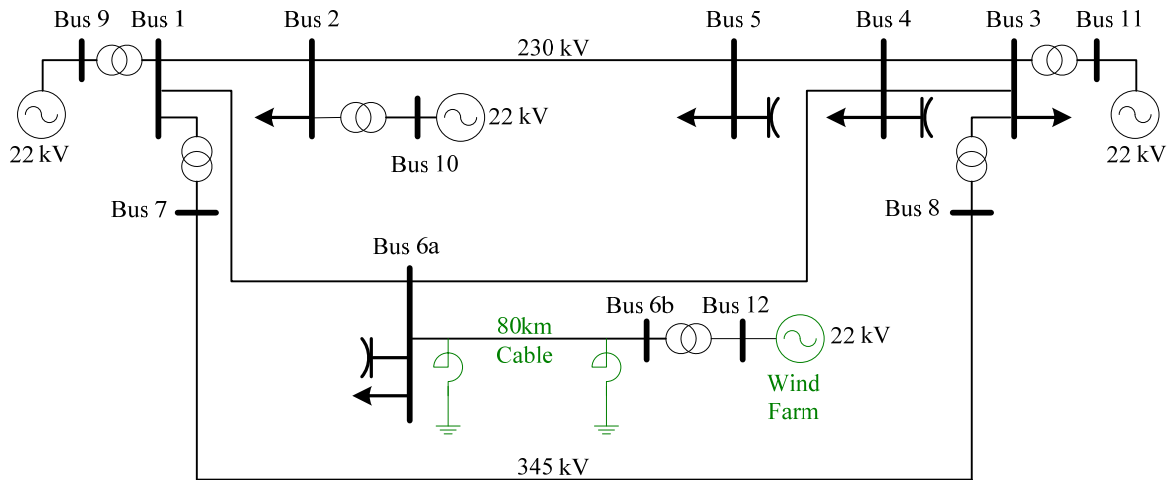 Bus 9
Bus 1
Bus 2
Bus 5
Bus 4
Bus 3
Bus 11
230 kV
22 kV
22 kV
22 kV
Bus 10
Bus 7
Bus 8
Bus 6a
Bus 6b
Bus 12
80km
Cable
22 kV
Wind
Farm
345 kV